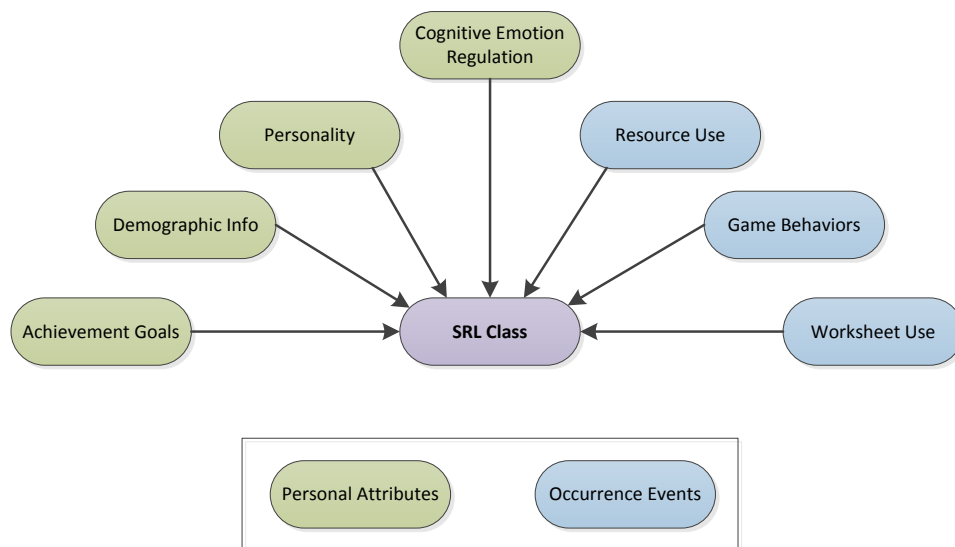 Cognitive Emotion
Regulation
Personality
Resource Use
Demographic Info
Game Behaviors
Achievement Goals
SRL Class
Worksheet Use
Personal Attributes
Occurrence Events